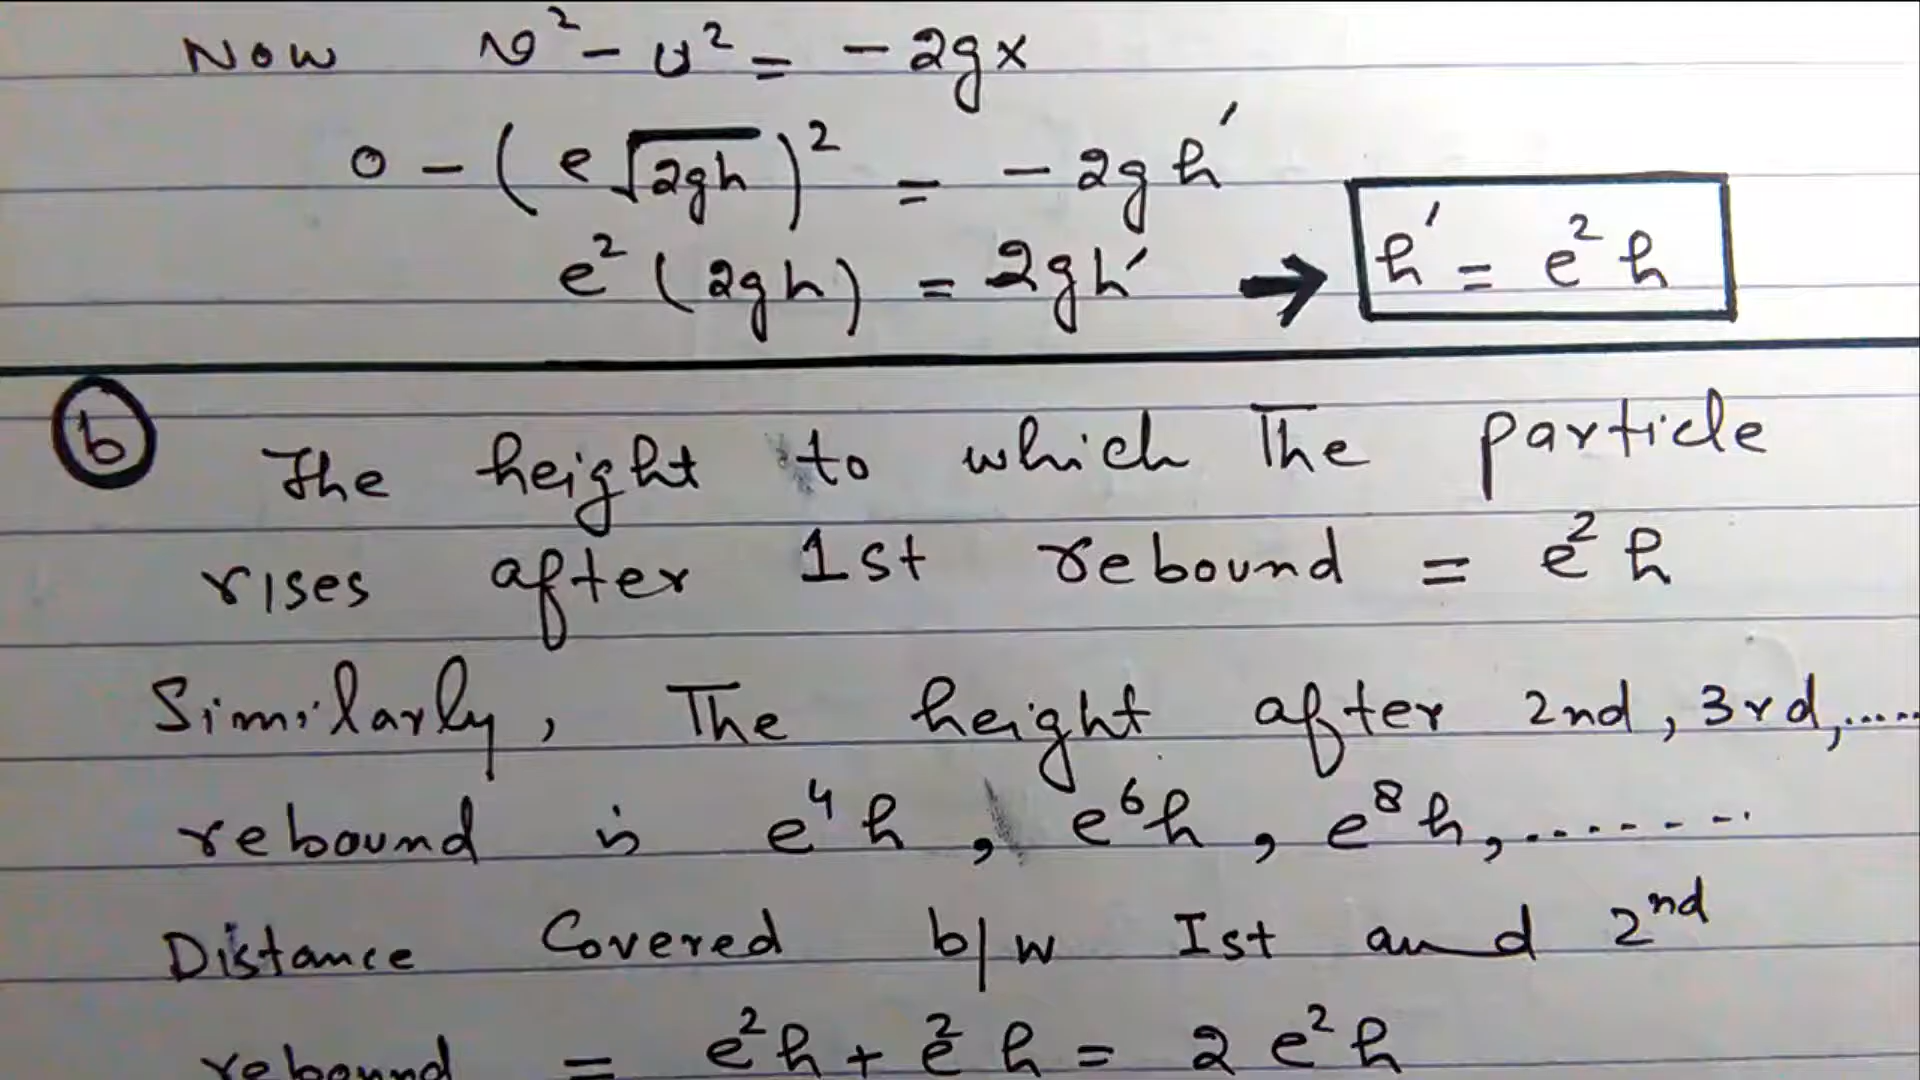 Now v² - u² = - 2gx
0 - (e√2gh)² = - 2gh'
e² (2gh) = 2gh' → h' = e²h
b
The height to which The particle
rises after 1st rebound = e²h
Similarly, The height after 2nd, 3rd,.....
rebound is e⁴h, e⁶h, e⁸h,........
Distance Covered b/w Ist and 2nd
rebound = e²h + e²h = 2e²h